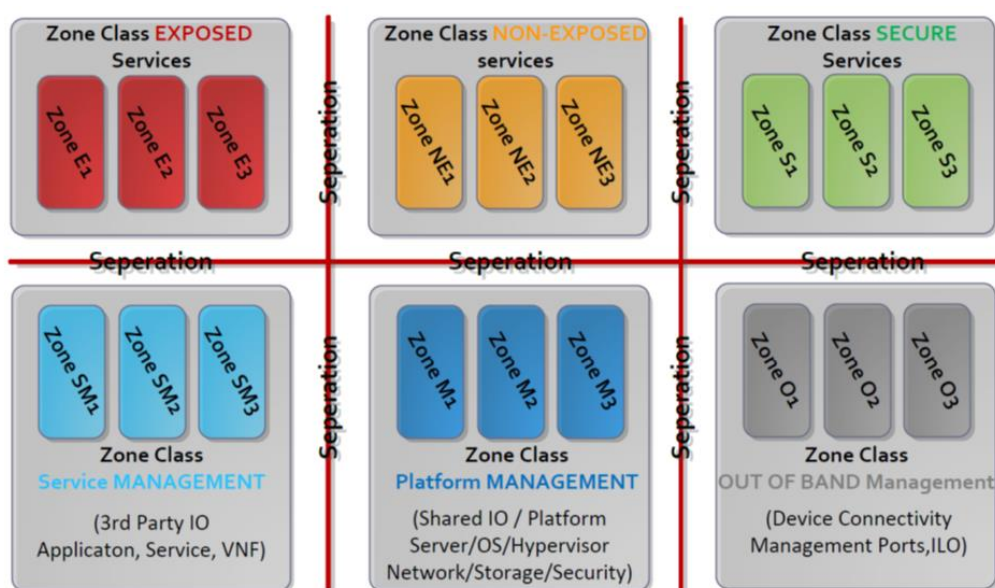 Zone Class EXPOSED
Services
Zone E1
Zone E2
Zone E3
Seperation
Zone Class NON-EXPOSED
services
Zone NE1
Zone NE2
Zone NE3
Seperation
Zone Class SECURE
Services
Zone S1
Zone S2
Zone S3
Seperation
Seperation
Seperation
Zone SM1
Zone SM2
Zone SM3
Zone Class
Service MANAGEMENT
(3rd Party IO
Applicaton, Service, VNF)
Seperation
Zone M1
Zone M2
Zone M3
Zone Class
Platform MANAGEMENT
(Shared IO / Platform
Server/OS/Hypervisor
Network/Storage/Security)
Seperation
Zone O1
Zone O2
Zone O3
Zone Class
OUT OF BAND Management
(Device Connectivity
Management Ports,ILO)